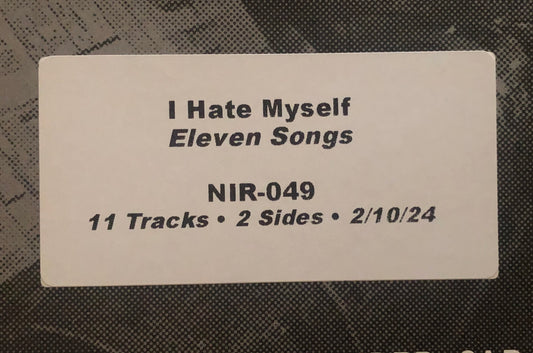 I Hate Myself
Eleven Songs
NIR-049
11 Tracks • 2 Sides • 2/10/24